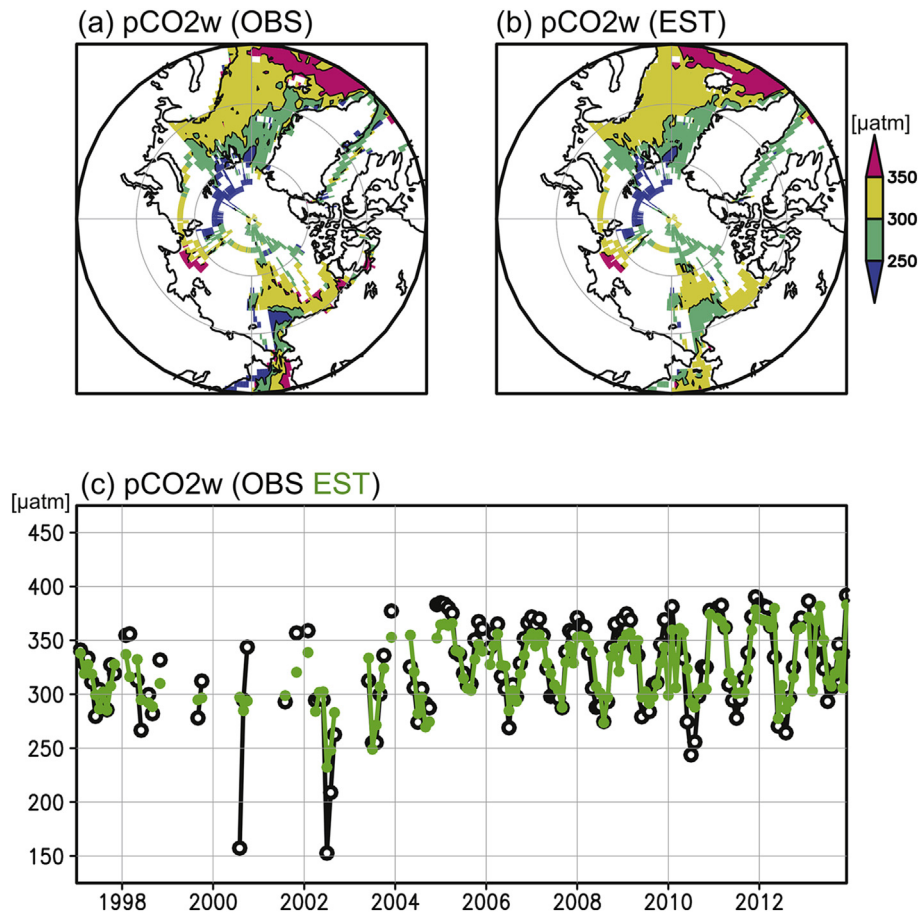 (a) pCO2w (OBS)
(b) pCO2w (EST)
[µatm]
350
300
250
(c) pCO2w (OBS EST)
[µatm]
450
400
350
300
250
200
150
1998 2000 2002 2004 2006 2008 2010 2012